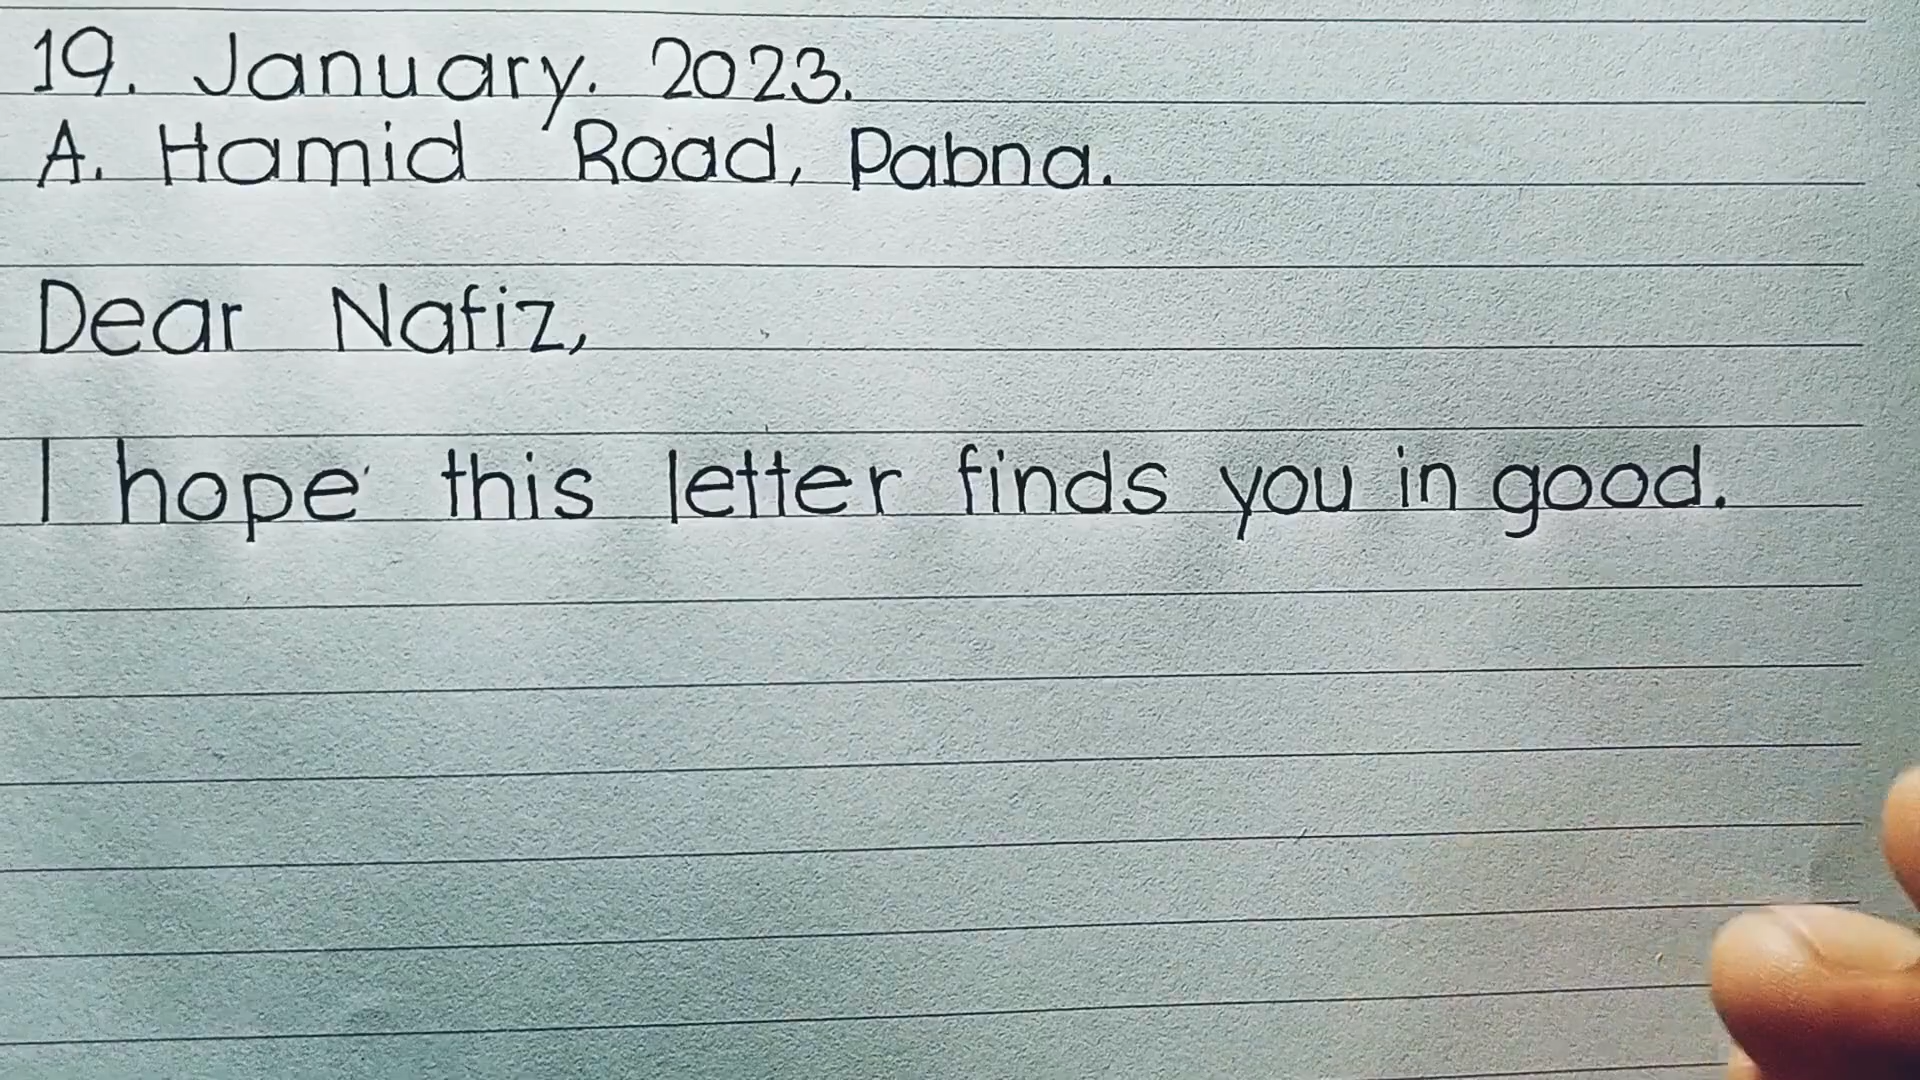 19. January. 2023.
A. Hamid Road, Pabna.
Dear Nafiz,
I hope this letter finds you in good.